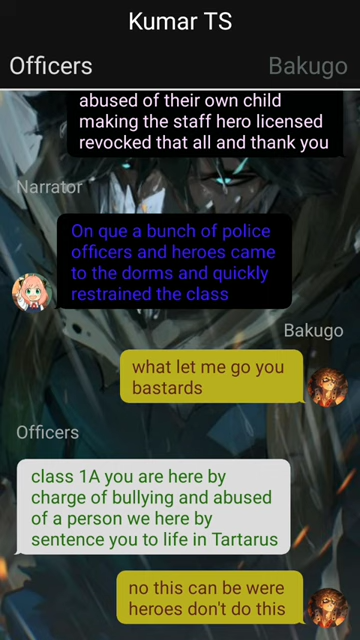 Kumar TS
Officers
Bakugo
abused of their own child
making the staff hero licensed
revocked that all and thank you
Narrator
On que a bunch of police
officers and heroes came
to the dorms and quickly
restrained the class
Bakugo
what let me go you
bastards
Officers
class 1A you are here by
charge of bullying and abused
of a person we here by
sentence you to life in Tartarus
no this can be were
heroes don't do this